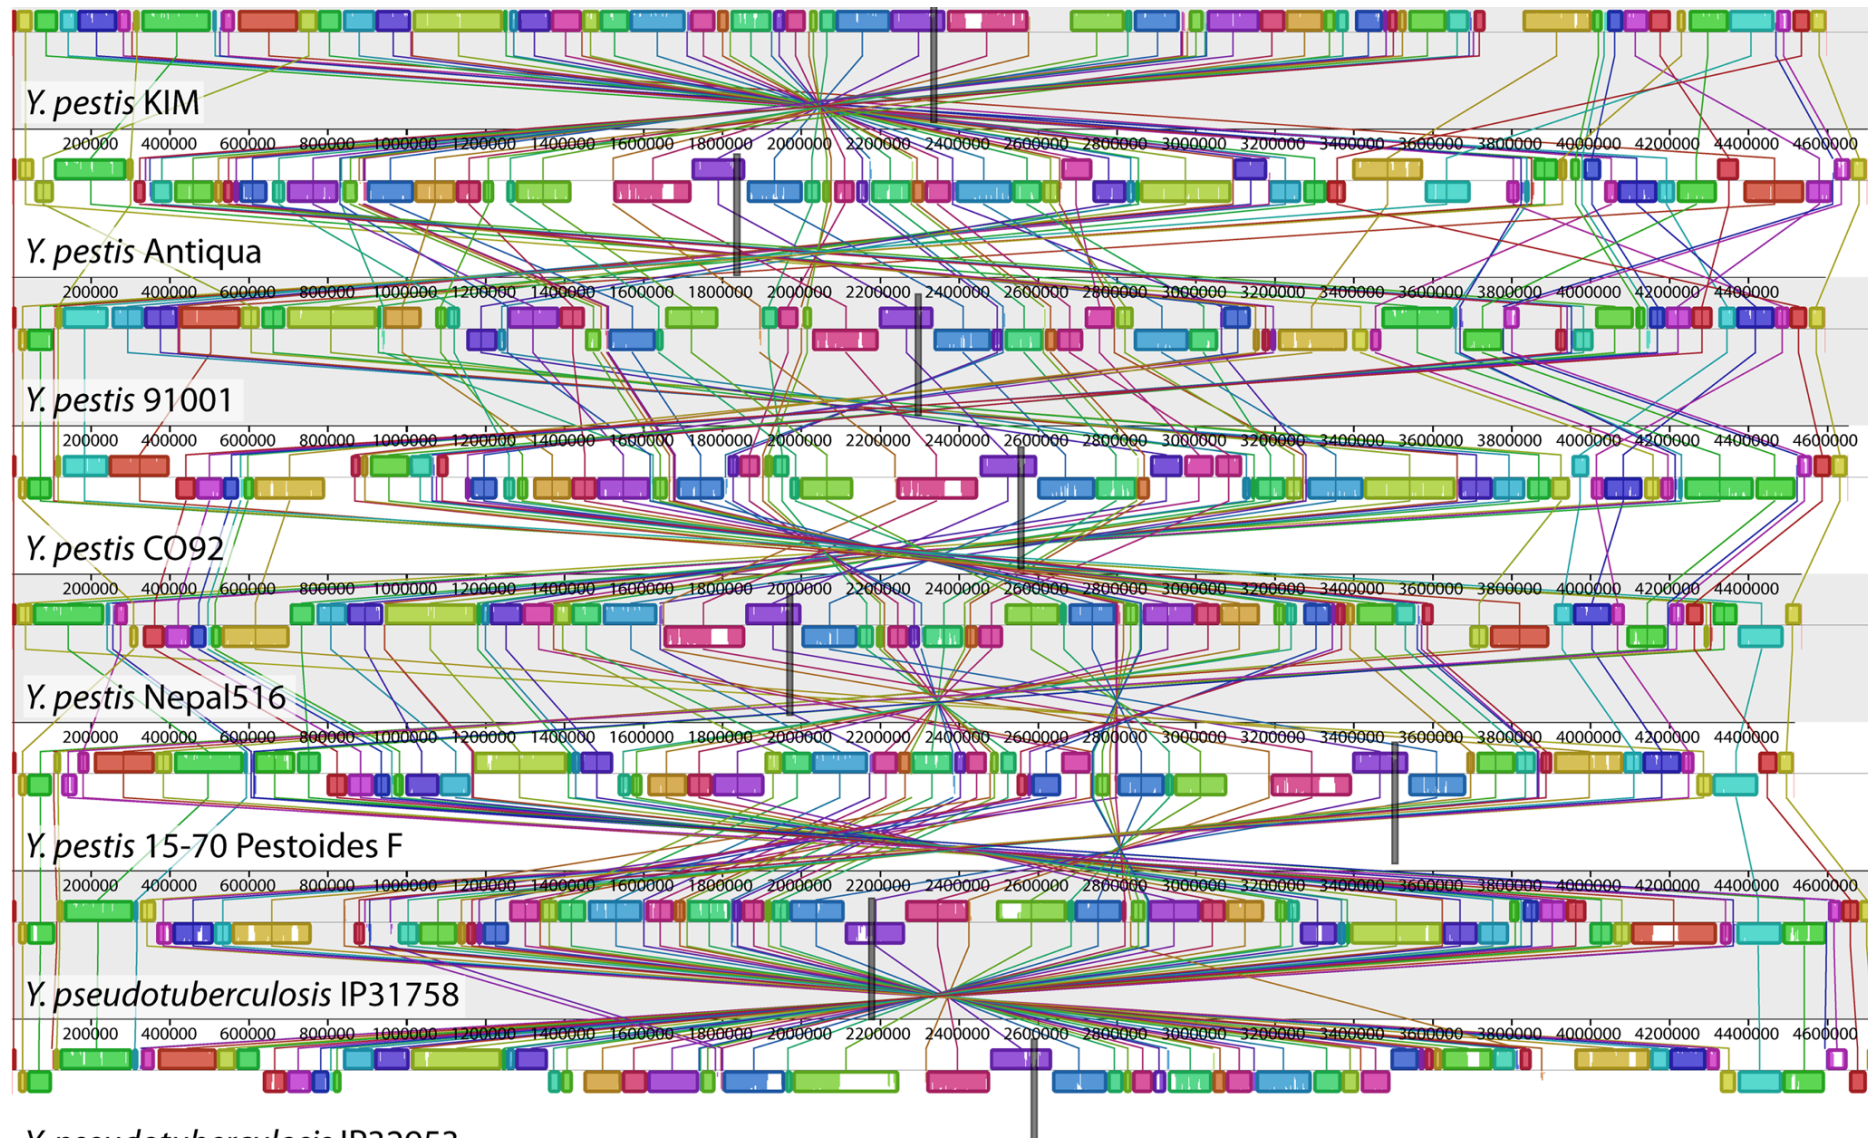 Y. pestis KIM
200000 400000 600000 800000 1000000 1200000 1400000 1600000 1800000 2000000 2200000 2400000 2600000 2800000 3000000 3200000 3400000 3600000 3800000 4000000 4200000 4400000 4600000
Y. pestis Antiqua
200000 400000 600000 800000 1000000 1200000 1400000 1600000 1800000 2000000 2200000 2400000 2600000 2800000 3000000 3200000 3400000 3600000 3800000 4000000 4200000 4400000
Y. pestis 91001
200000 400000 600000 800000 1000000 1200000 1400000 1600000 1800000 2000000 2200000 2400000 2600000 2800000 3000000 3200000 3400000 3600000 3800000 4000000 4200000 4400000 4600000
Y. pestis CO92
200000 400000 600000 800000 1000000 1200000 1400000 1600000 1800000 2000000 2200000 2400000 2600000 2800000 3000000 3200000 3400000 3600000 3800000 4000000 4200000 4400000
Y. pestis Nepal516
200000 400000 600000 800000 1000000 1200000 1400000 1600000 1800000 2000000 2200000 2400000 2600000 2800000 3000000 3200000 3400000 3600000 3800000 4000000 4200000 4400000
Y. pestis 15-70 Pestoides F
200000 400000 600000 800000 1000000 1200000 1400000 1600000 1800000 2000000 2200000 2400000 2600000 2800000 3000000 3200000 3400000 3600000 3800000 4000000 4200000 4400000 4600000
Y. pseudotuberculosis IP31758
200000 400000 600000 800000 1000000 1200000 1400000 1600000 1800000 2000000 2200000 2400000 2600000 2800000 3000000 3200000 3400000 3600000 3800000 4000000 4200000 4400000 4600000
Y. pseudotuberculosis IP32953